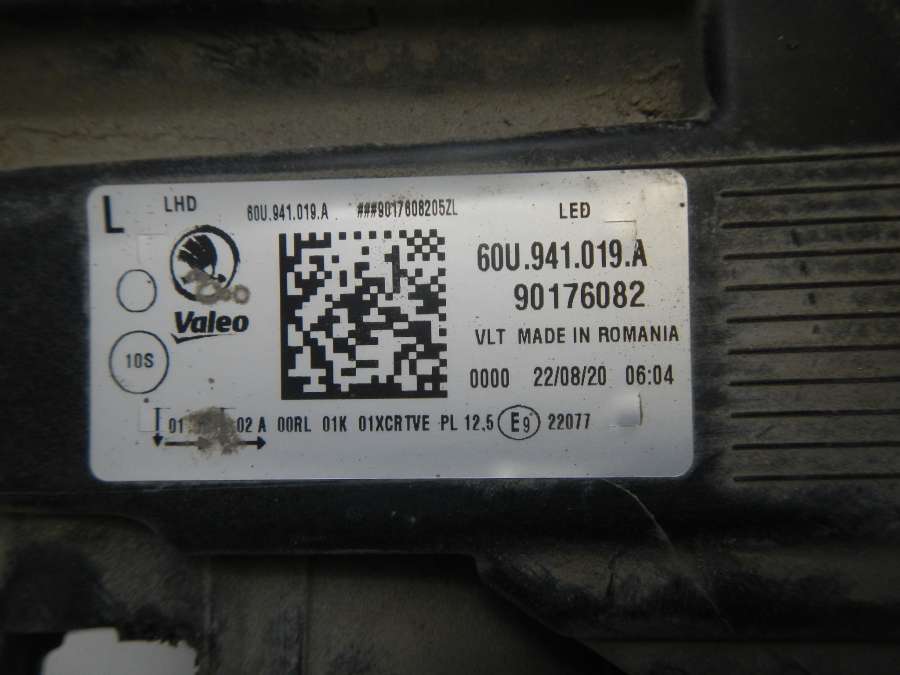 L LHD 60U.941.019.A ###9017608205ZL LED
60U.941.019.A
90176082
Valeo
VLT MADE IN ROMANIA
10S
0000 22/08/20 06:04
01 02 A 00RL 01K 01XCRTVE PL 12,5 E9 22077